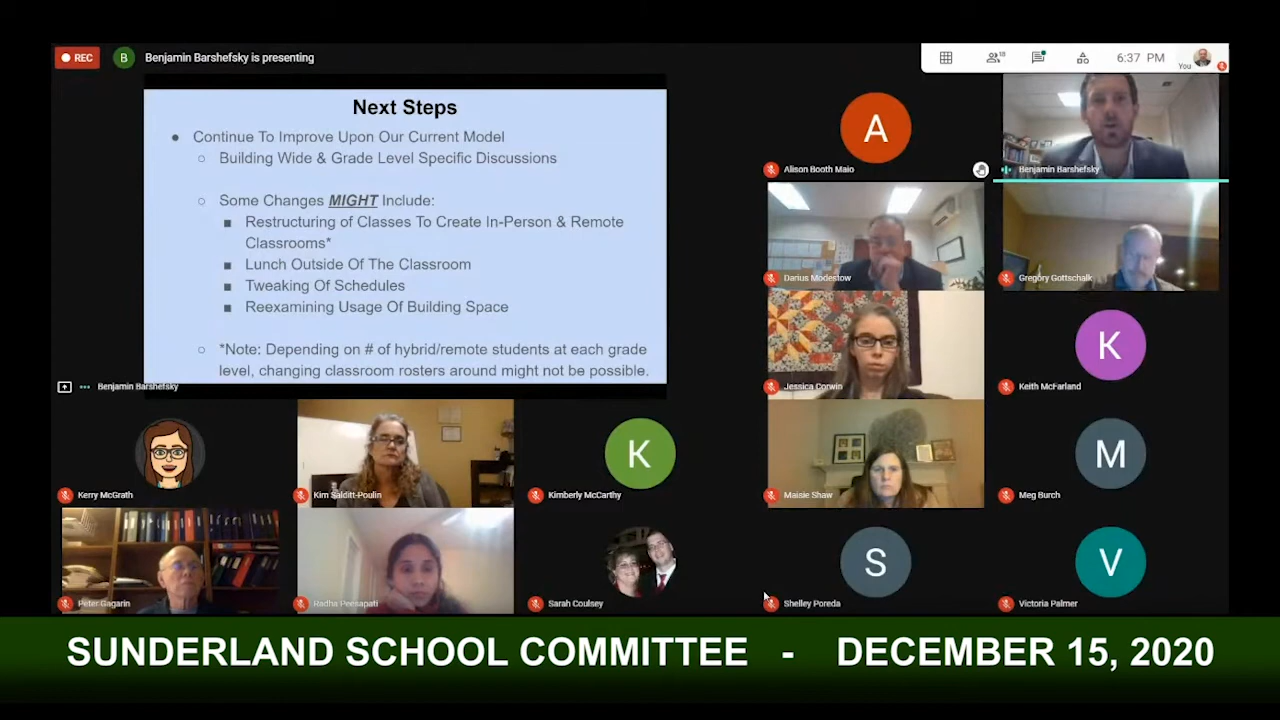 REC
B
Benjamin Barshefsky is presenting
18
6:37 PM
You
Next Steps
● Continue To Improve Upon Our Current Model
○ Building Wide & Grade Level Specific Discussions
○ Some Changes MIGHT Include:
■ Restructuring of Classes To Create In-Person & Remote
Classrooms*
■ Lunch Outside Of The Classroom
■ Tweaking Of Schedules
■ Reexamining Usage Of Building Space
○ *Note: Depending on # of hybrid/remote students at each grade
level, changing classroom rosters around might not be possible.
Benjamin Barshefsky
A
Alison Booth Maio
Benjamin Barshefsky
Darius Modestow
Gregory Gottschalk
Jessica Corwin
K
Keith McFarland
Kerry McGrath
Kim Salditt-Poulin
K
Kimberly McCarthy
Maisie Shaw
M
Meg Burch
Peter Gagarin
Radha Peesapati
Sarah Coulsey
S
Shelley Poreda
V
Victoria Palmer
SUNDERLAND SCHOOL COMMITTEE - DECEMBER 15, 2020